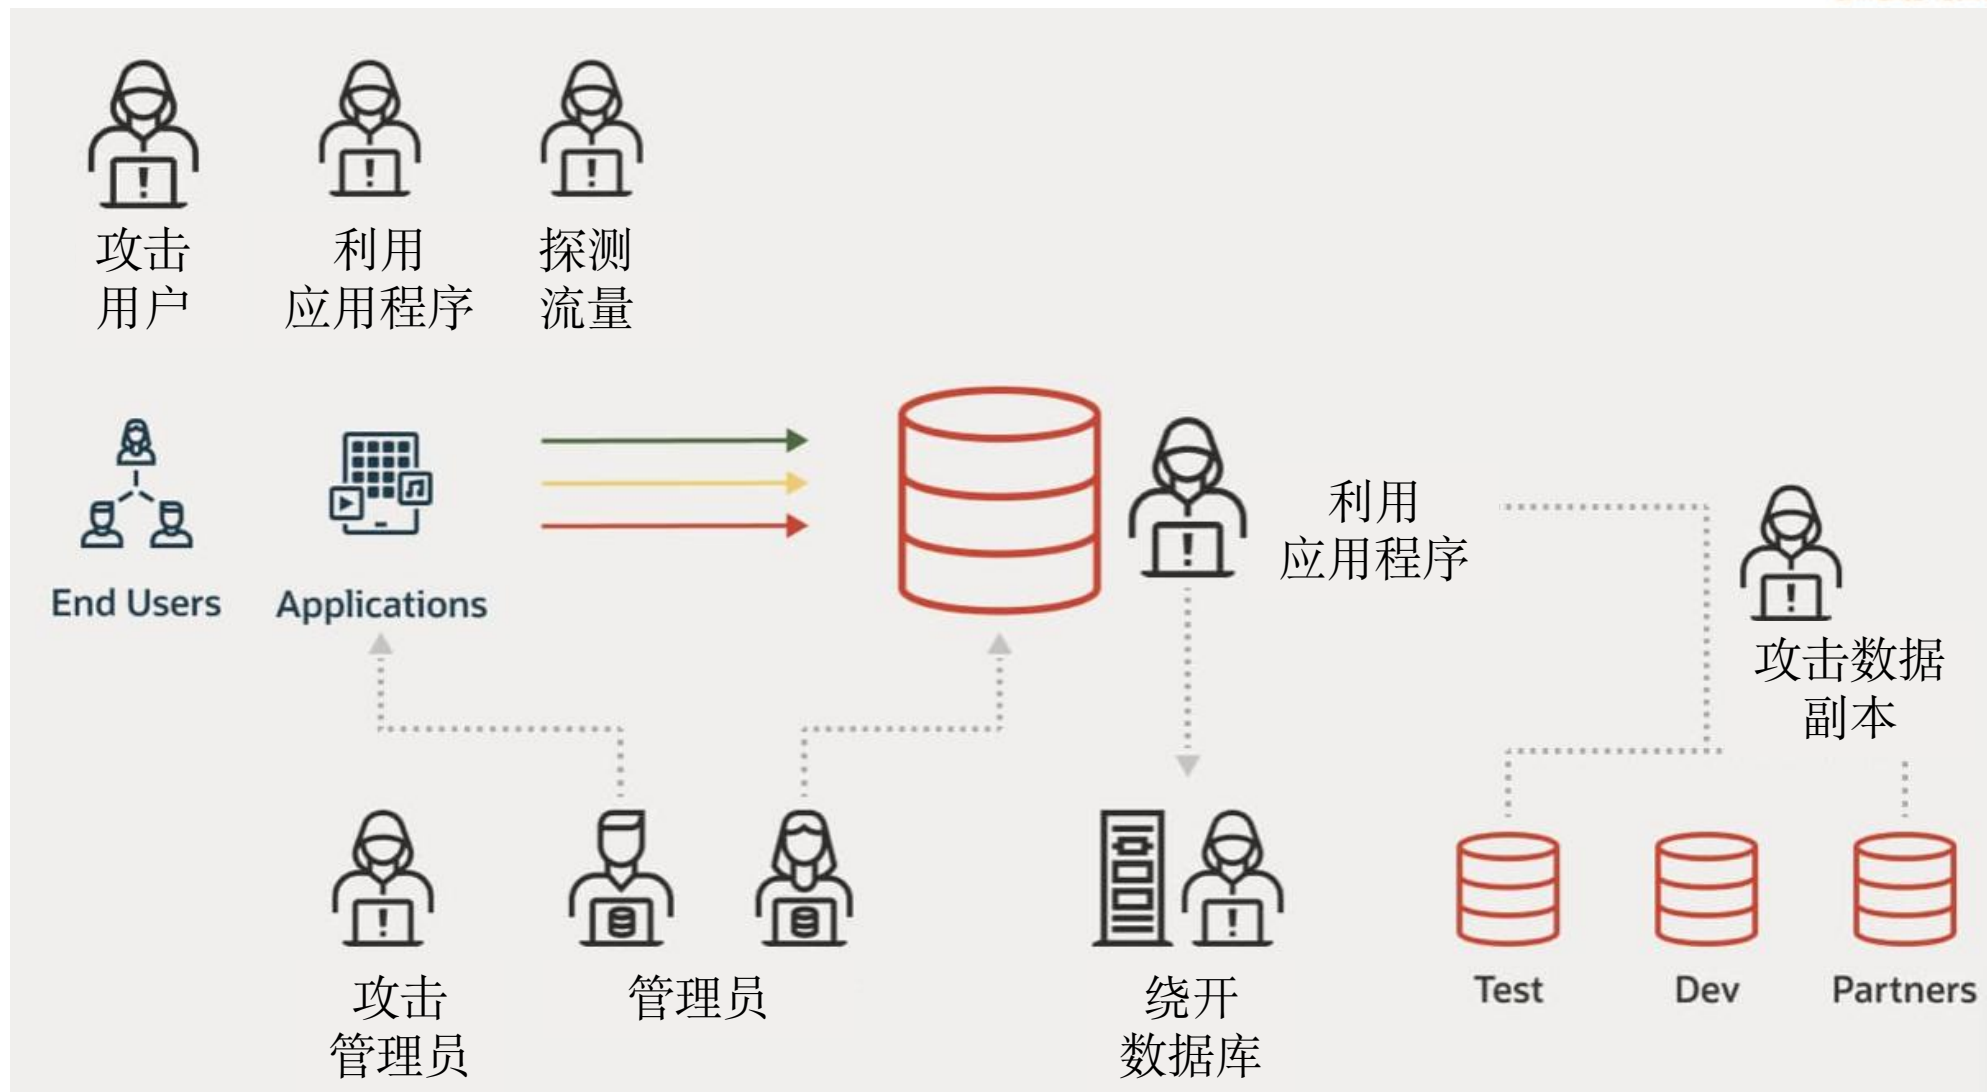 攻击
用户
利用
应用程序
探测
流量
End Users
Applications
利用
应用程序
攻击数据
副本
攻击
管理员
管理员
绕开
数据库
Test
Dev
Partners